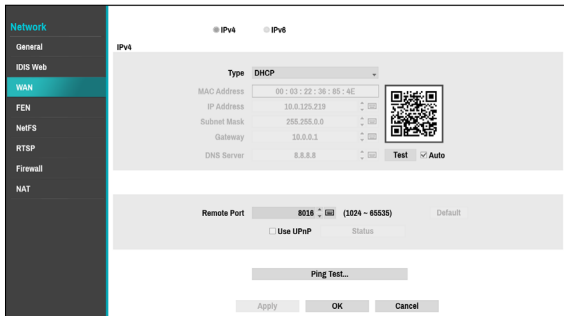 Network
General
IDIS Web
WAN
FEN
NetFS
RTSP
Firewall
NAT
IPv4 IPv6
IPv4
Type DHCP
MAC Address 00 : 03 : 22 : 36 : 85 : 4E
IP Address 10.0.125.219
Subnet Mask 255.255.0.0
Gateway 10.0.0.1
DNS Server 8.8.8.8 Test Auto
Remote Port 8016 (1024 ~ 65535) Default
Use UPnP Status
Ping Test...
Apply OK Cancel